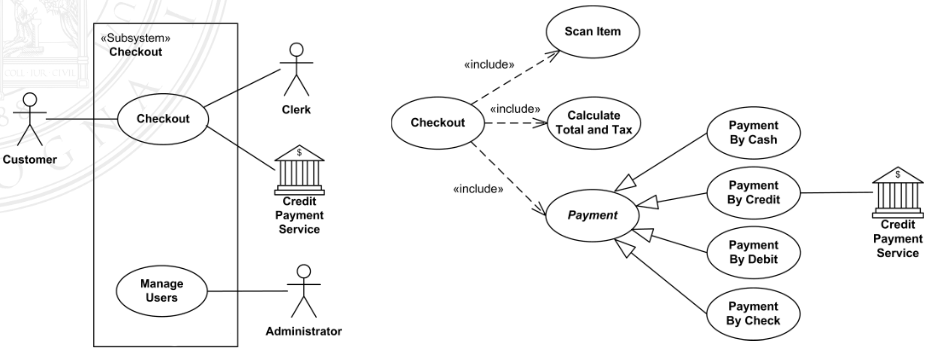 «Subsystem»
Checkout
Checkout
Customer
Clerk
$
Credit
Payment
Service
Manage
Users
Administrator
Scan Item
«include»
«include»
Checkout
Calculate
Total and Tax
«include»
Payment
Payment
By Cash
Payment
By Credit
Payment
By Debit
Payment
By Check
$
Credit
Payment
Service